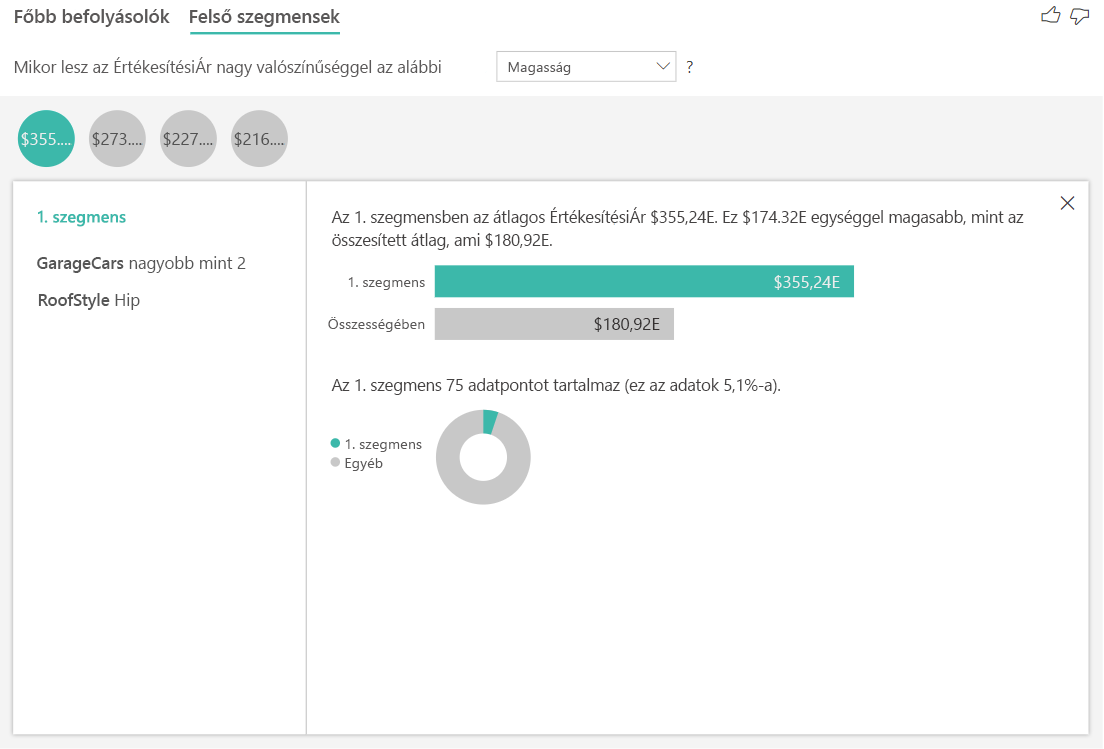 Főbb befolyásolók Felső szegmensek
Mikor lesz az ÉrtékesítésiÁr nagy valószínűséggel az alábbi Magasság ?
$355.... $273.... $227.... $216....
1. szegmens
GarageCars nagyobb mint 2
RoofStyle Hip
Az 1. szegmensben az átlagos ÉrtékesítésiÁr $355,24E. Ez $174.32E egységgel magasabb, mint az
összesített átlag, ami $180,92E.
1. szegmens $355,24E
Összességében $180,92E
Az 1. szegmens 75 adatpontot tartalmaz (ez az adatok 5,1%-a).
1. szegmens
Egyéb